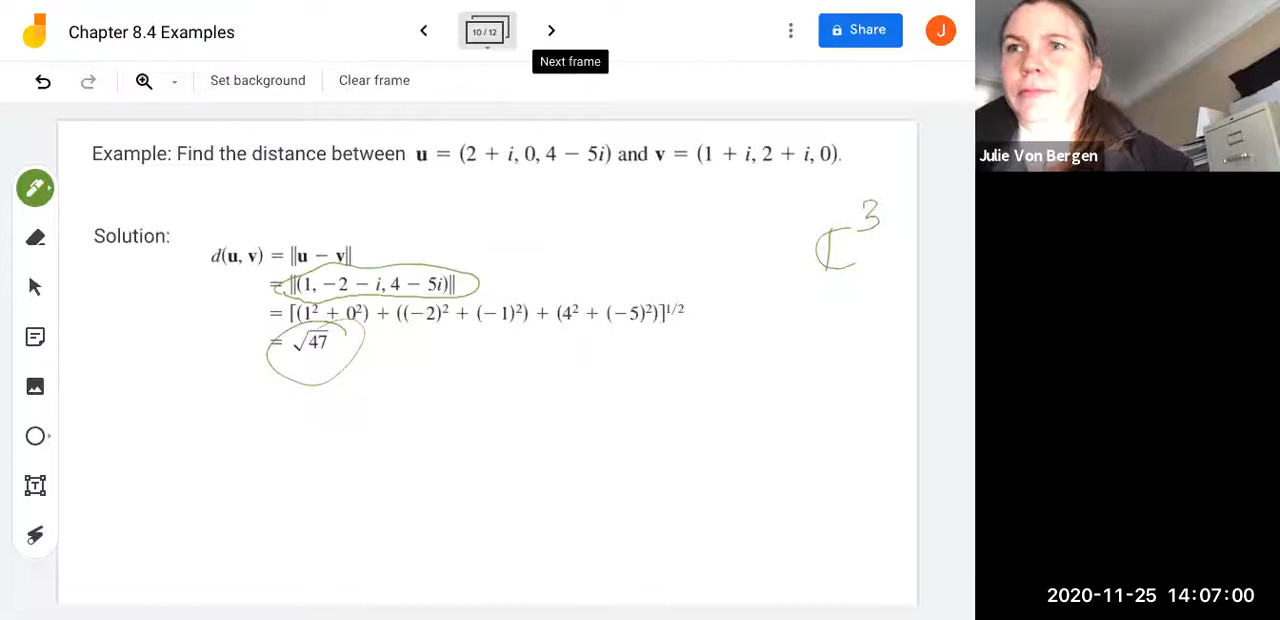 Chapter 8.4 Examples
10 / 12
Share
J
Next frame
Set background
Clear frame
Example: Find the distance between u = (2 + i, 0, 4 − 5i) and v = (1 + i, 2 + i, 0).
Solution:
ℂ³
d(u, v) = ||u − v||
= ||(1, −2 − i, 4 − 5i)||
= [(1² + 0²) + ((−2)² + (−1)²) + (4² + (−5)²)]^1/2
= √47
Julie Von Bergen
2020-11-25 14:07:00